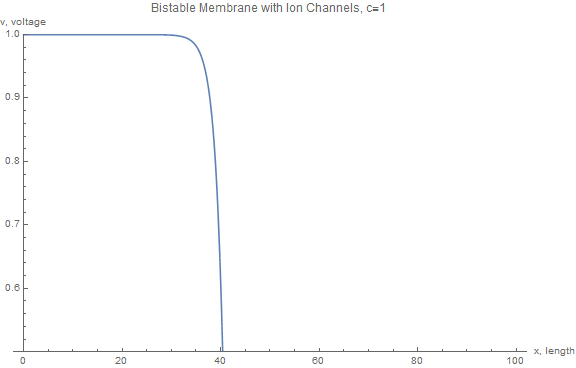 Bistable Membrane with Ion Channels, c=1
v, voltage
1.0
0.9
0.8
0.7
0.6
0 20 40 60 80 100
x, length